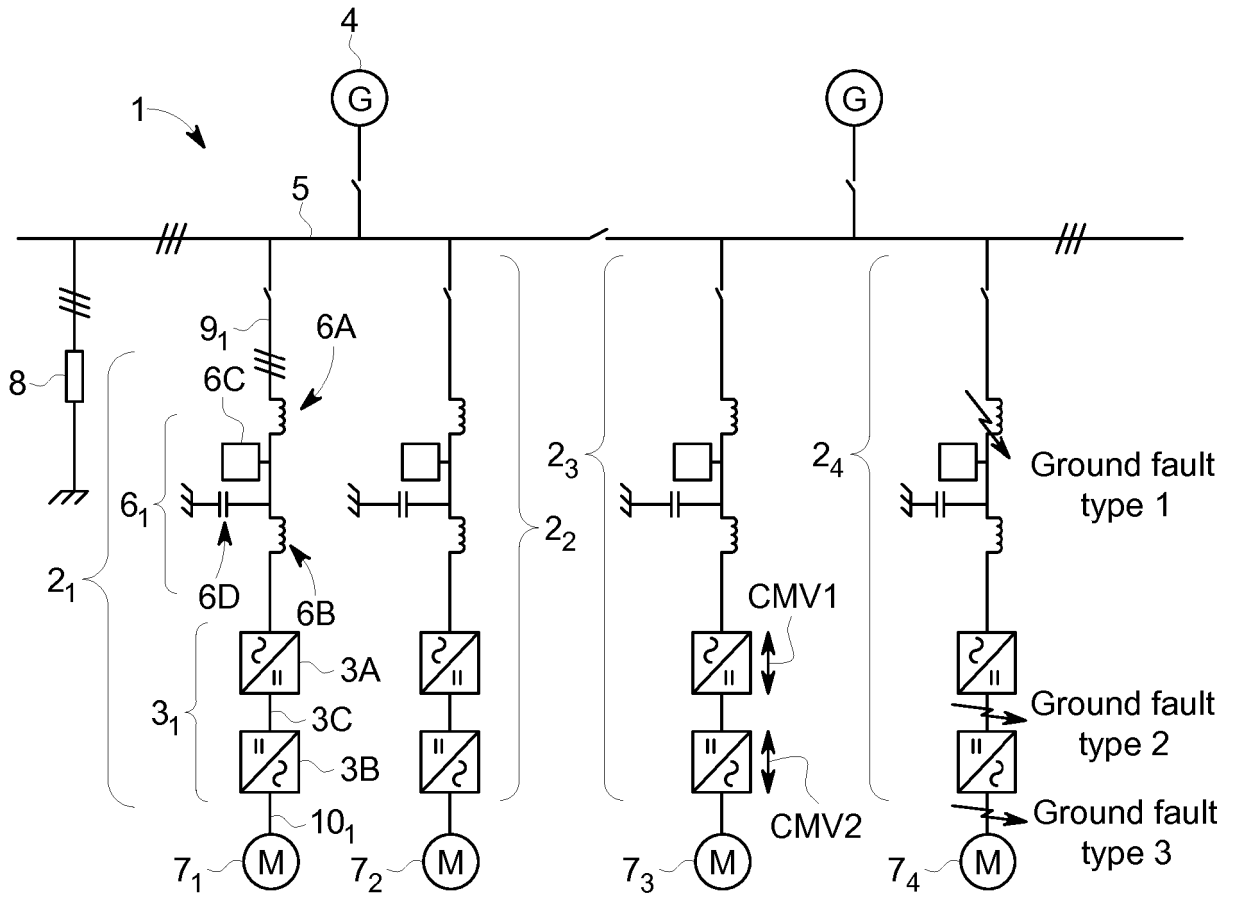 4
G
G
1
5
9₁
6A
6C
8
2₃
2₄
Ground fault
type 1
6₁
2₂
2₁
6D
6B
CMV1
3A
3₁
3C
Ground fault
type 2
3B
10₁
CMV2
Ground fault
type 3
7₁
M
7₂
M
7₃
M
7₄
M